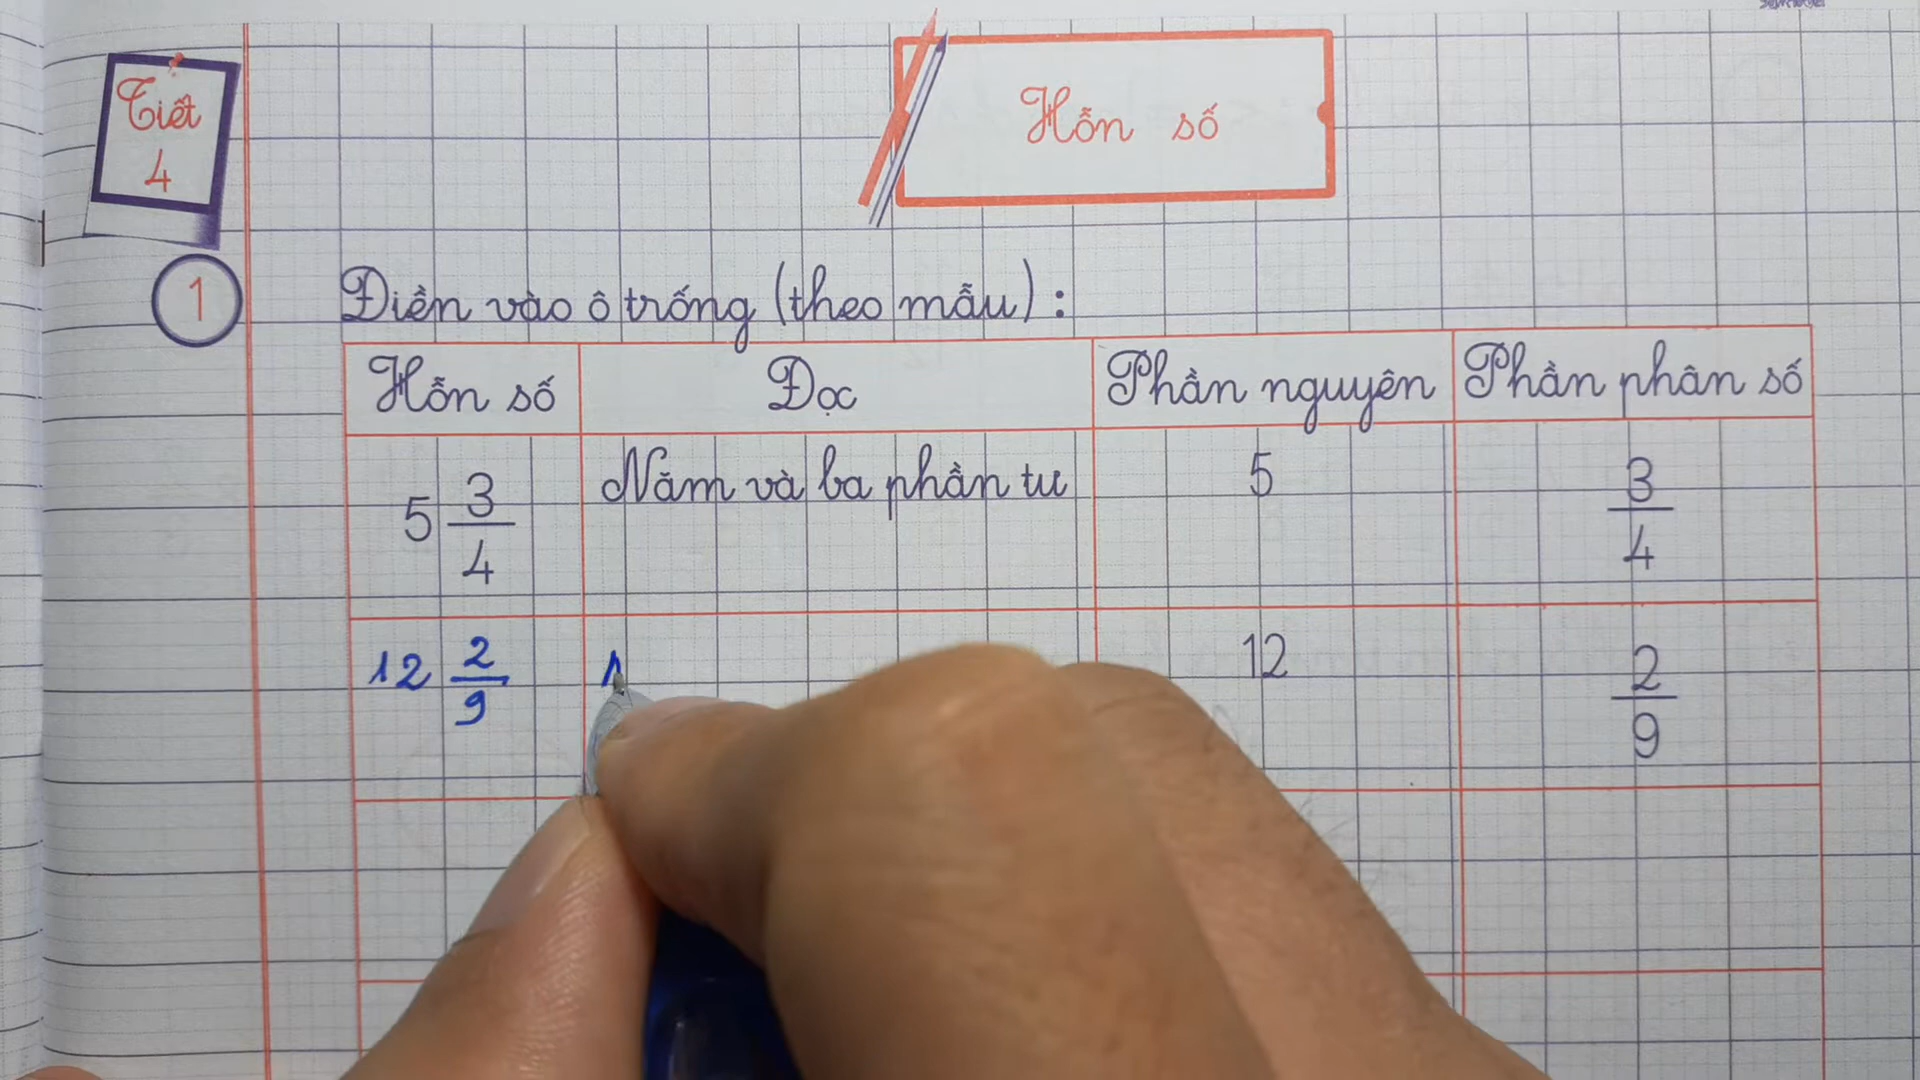 Tiết
4
Hỗn số
1
Điền vào ô trống (theo mẫu) :
Hỗn số Đọc Phần nguyên Phần phân số
5 3/4 Năm và ba phần tư 5 3/4
12 2/9 12 2/9